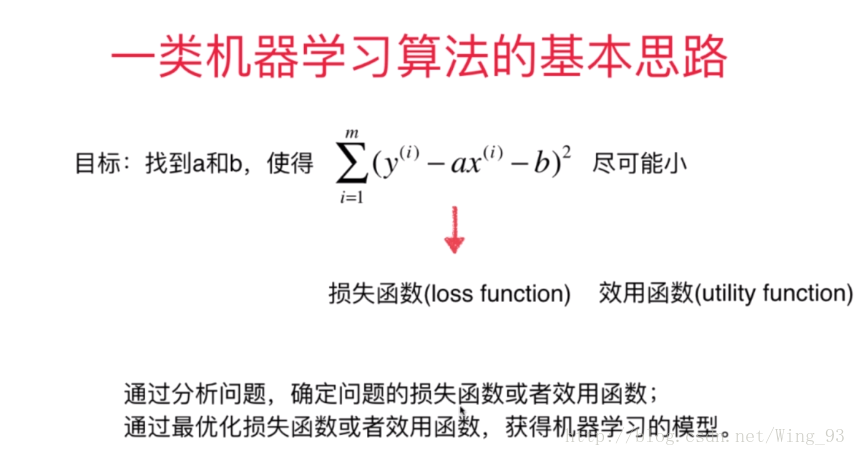 一类机器学习算法的基本思路
目标：找到a和b，使得 $\sum_{i=1}^{m}(y^{(i)} - ax^{(i)} - b)^2$ 尽可能小
损失函数(loss function) 效用函数(utility function)
通过分析问题，确定问题的损失函数或者效用函数；
通过最优化损失函数或者效用函数，获得机器学习的模型。
http://blog.csdn.net/Wing_93